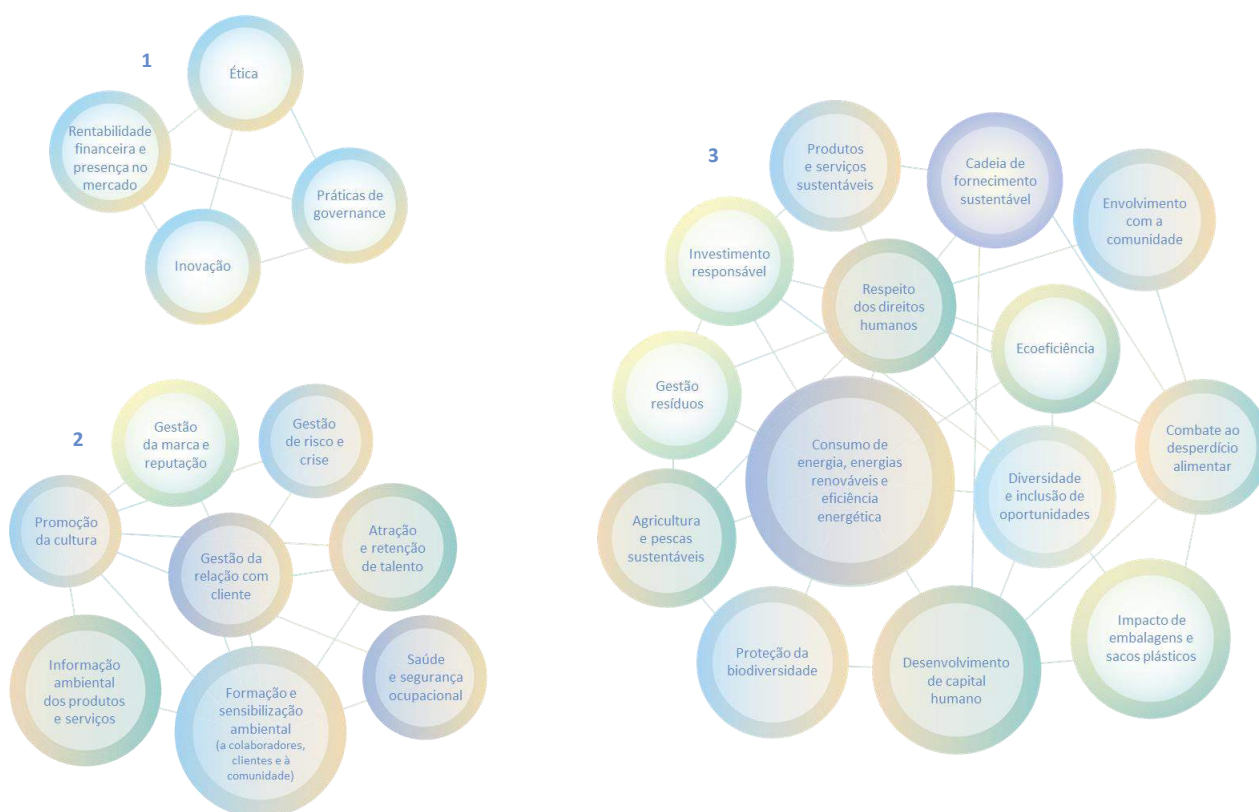 1
Ética
Rentabilidade
financeira e
presença no
mercado
Práticas de
governance
Inovação
2
Gestão
da marca e
reputação
Gestão
de risco e
crise
Promoção
da cultura
Gestão da
relação com
cliente
Atração
e retenção
de talento
Informação
ambiental
dos produtos
e serviços
Formação e
sensibilização
ambiental
(a colaboradores,
clientes e à
comunidade)
Saúde
e segurança
ocupacional
3
Produtos
e serviços
sustentáveis
Cadeia de
fornecimento
sustentável
Envolvimento
com a
comunidade
Investimento
responsável
Respeito
dos direitos
humanos
Ecoeficiência
Gestão
resíduos
Consumo de
energia, energias
renováveis e
eficiência
energética
Combate ao
desperdício
alimentar
Diversidade
e inclusão de
oportunidades
Agricultura
e pescas
sustentáveis
Proteção da
biodiversidade
Desenvolvimento
de capital
humano
Impacto de
embalagens e
sacos plásticos